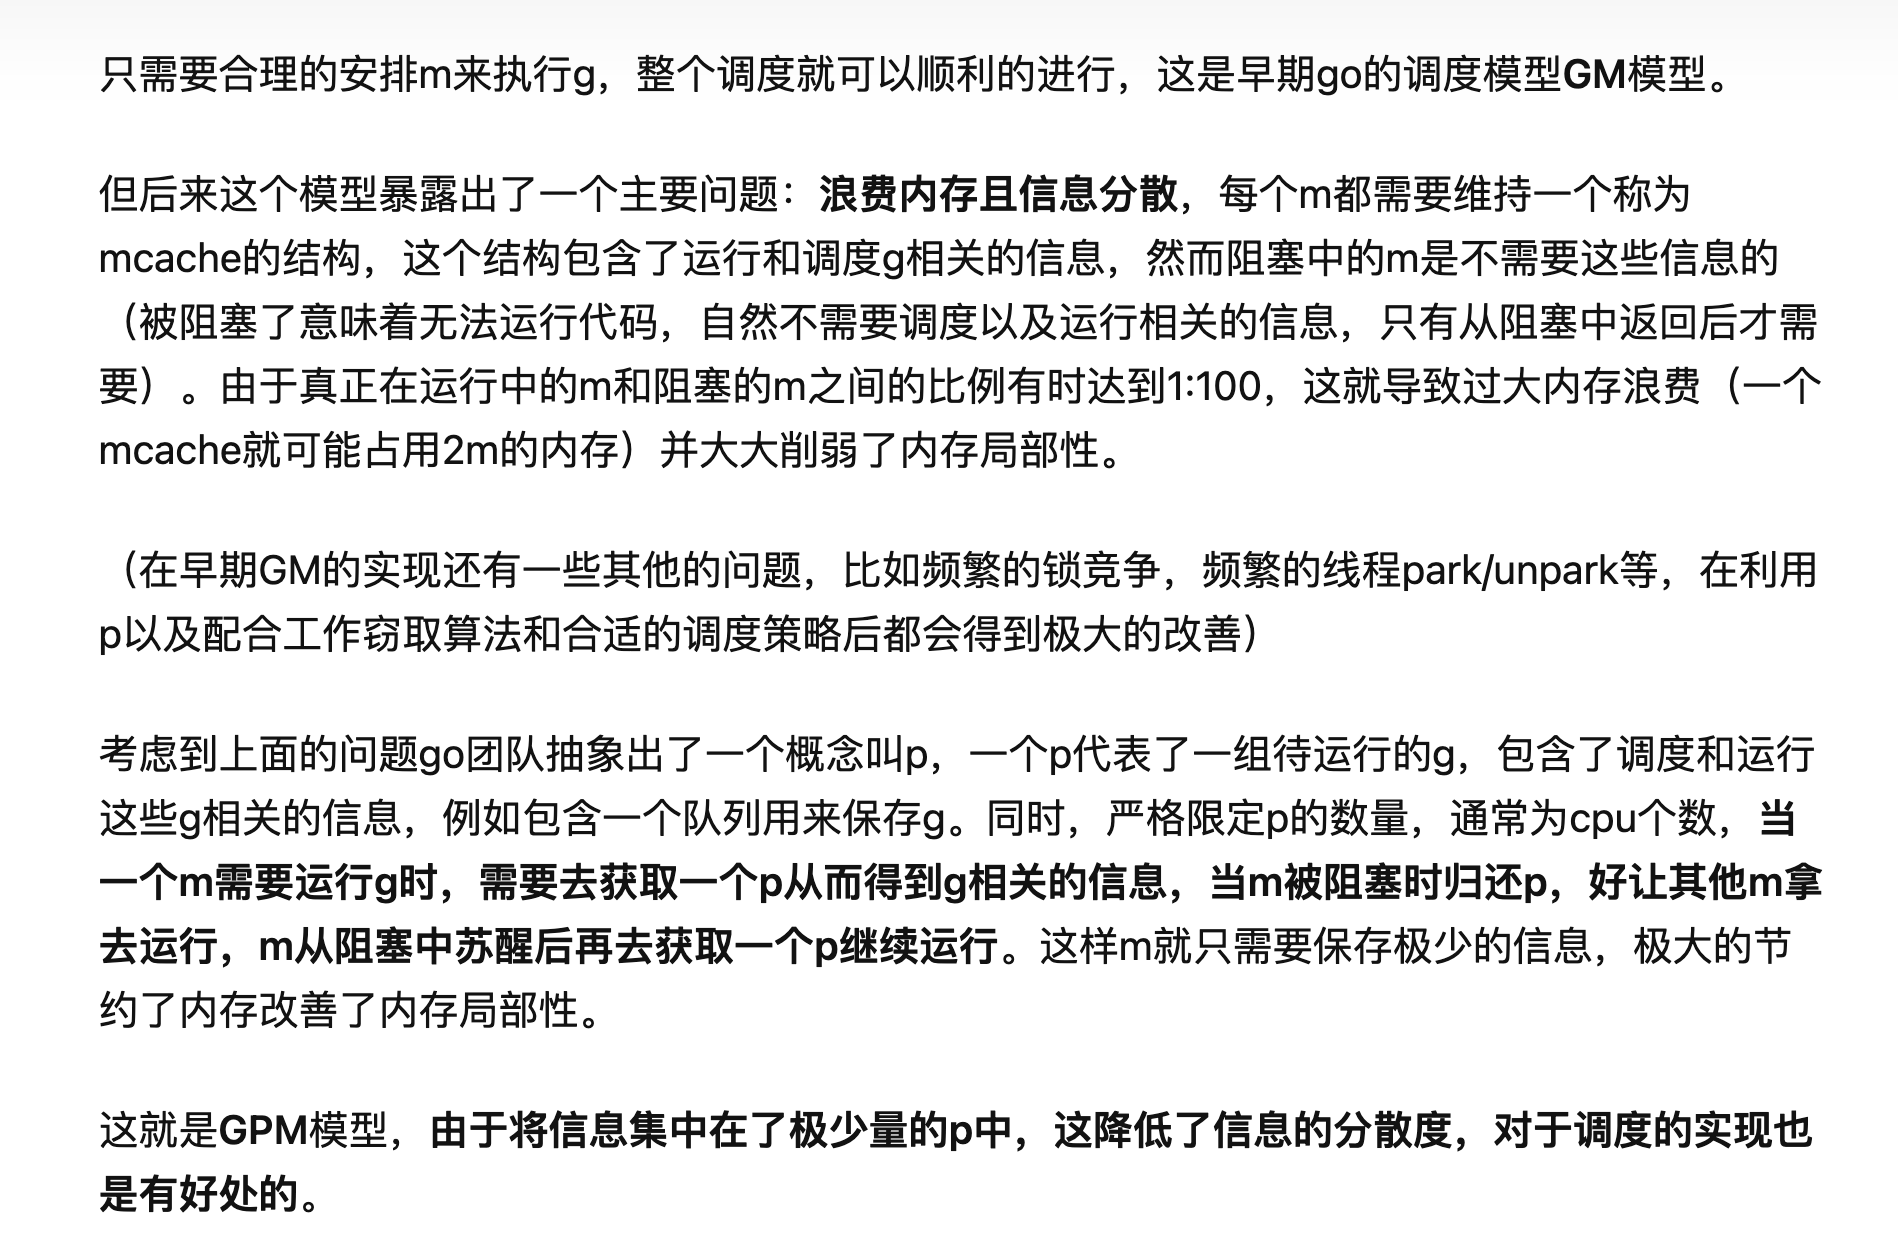 只需要合理的安排m来执行g，整个调度就可以顺利的进行，这是早期go的调度模型GM模型。
但后来这个模型暴露出了一个主要问题：浪费内存且信息分散，每个m都需要维持一个称为
mcache的结构，这个结构包含了运行和调度g相关的信息，然而阻塞中的m是不需要这些信息的
（被阻塞了意味着无法运行代码，自然不需要调度以及运行相关的信息，只有从阻塞中返回后才需
要）。由于真正在运行中的m和阻塞的m之间的比例有时达到1:100，这就导致过大内存浪费（一个
mcache就可能占用2m的内存）并大大削弱了内存局部性。
（在早期GM的实现还有一些其他的问题，比如频繁的锁竞争，频繁的线程park/unpark等，在利用
p以及配合工作窃取算法和合适的调度策略后都会得到极大的改善）
考虑到上面的问题go团队抽象出了一个概念叫p，一个p代表了一组待运行的g，包含了调度和运行
这些g相关的信息，例如包含一个队列用来保存g。同时，严格限定p的数量，通常为cpu个数，当
一个m需要运行g时，需要去获取一个p从而得到g相关的信息，当m被阻塞时归还p，好让其他m拿
去运行，m从阻塞中苏醒后再去获取一个p继续运行。这样m就只需要保存极少的信息，极大的节
约了内存改善了内存局部性。
这就是GPM模型，由于将信息集中在了极少量的p中，这降低了信息的分散度，对于调度的实现也
是有好处的。